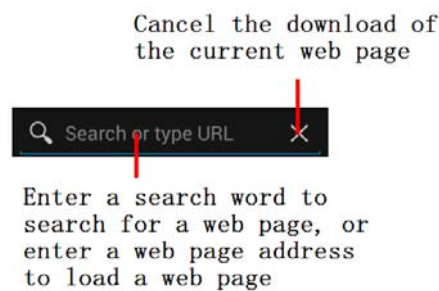 Cancel the download of
the current web page
Search or type URL
Enter a search word to
search for a web page, or
enter a web page address
to load a web page